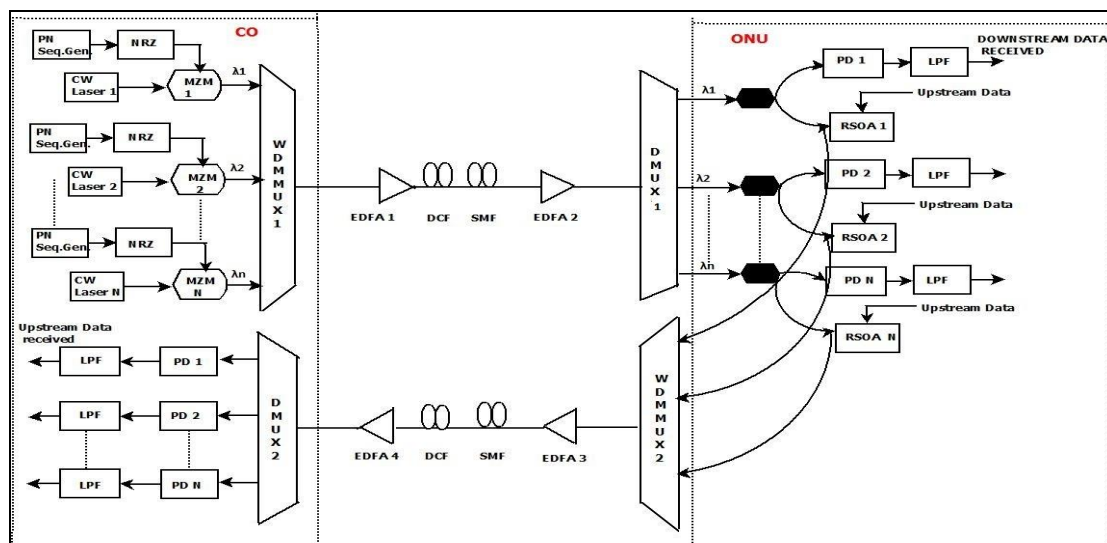 CO
PN
Seq.Gen.
NRZ
CW
Laser 1
MZM
1
λ1
PN
Seq.Gen.
NRZ
CW
Laser 2
MZM
2
λ2
PN
Seq.Gen.
NRZ
CW
Laser N
MZM
N
λn
WDMMUX1
EDFA 1
DCF
SMF
EDFA 2
DMUX1
ONU
λ1
λ2
λn
PD 1
LPF
DOWNSTREAM DATA
RECEIVED
Upstream Data
RSOA 1
PD 2
LPF
Upstream Data
RSOA 2
PD N
LPF
Upstream Data
RSOA N
Upstream Data
received
LPF
PD 1
LPF
PD 2
LPF
PD N
DMUX2
EDFA 4
DCF
SMF
EDFA 3
WDMMUX2